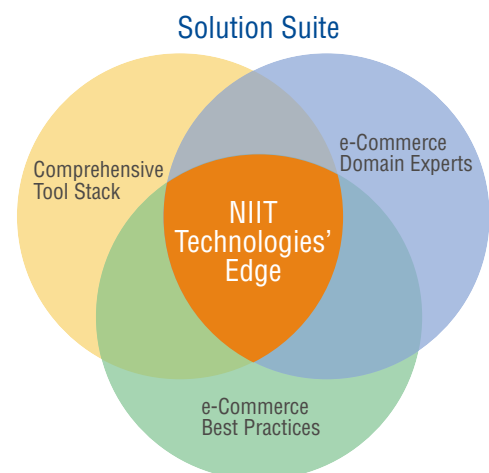 Solution Suite
Comprehensive
Tool Stack
e-Commerce
Domain Experts
NIIT
Technologies’
Edge
e-Commerce
Best Practices